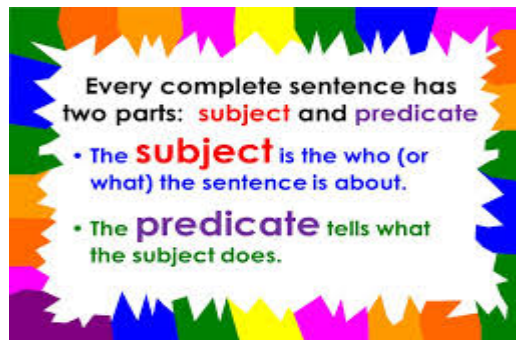 Every complete sentence has
two parts: subject and predicate
• The subject is the who (or
what) the sentence is about.
• The predicate tells what
the subject does.